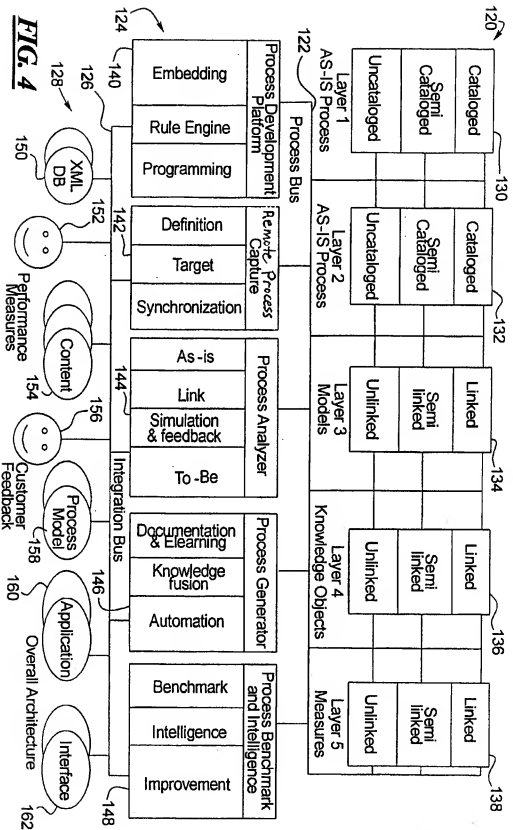 120
Cataloged
Semi
Cataloged
Uncataloged
Layer 1
AS-IS Process
130
Cataloged
Semi
Cataloged
Uncataloged
Layer 2
AS-IS Process
132
Linked
Semi
linked
Unlinked
Layer 3
Models
134
Linked
Semi
linked
Unlinked
Layer 4
Knowledge Objects
136
Linked
Semi
linked
Unlinked
Layer 5
Measures
138
122
Process Bus
124
Process Development
Platform
Embedding
Rule Engine
Programming
140
Remote Process
Capture
Definition
Target
Synchronization
142
Process Analyzer
As-is
Link
Simulation
& feedback
To-Be
144
Process Generator
Documentation
& Elearning
Knowledge
fusion
Automation
146
Process Benchmark
and Intelligence
Benchmark
Intelligence
Improvement
148
126
Integration Bus
128
XML
DB
150
152
Performance
Measures
Content
154
156
Customer
Feedback
Process
Model
158
Application
160
Interface
162
Overall Architecture
FIG. 4